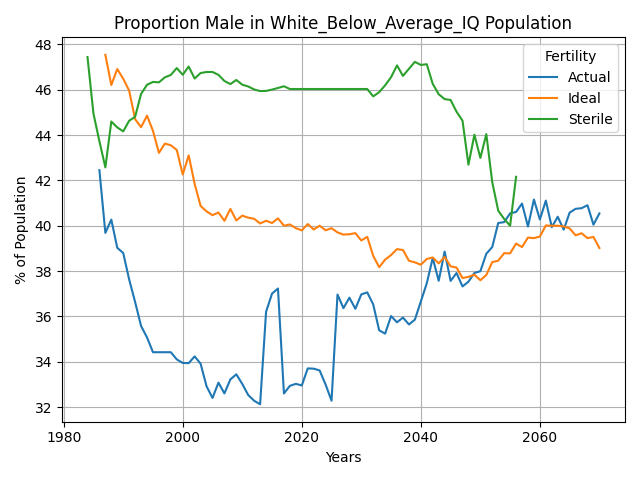 Proportion Male in White_Below_Average_IQ Population
% of Population
48
46
44
42
40
38
36
34
32
1980
2000
2020
2040
2060
Years
Fertility
Actual
Ideal
Sterile